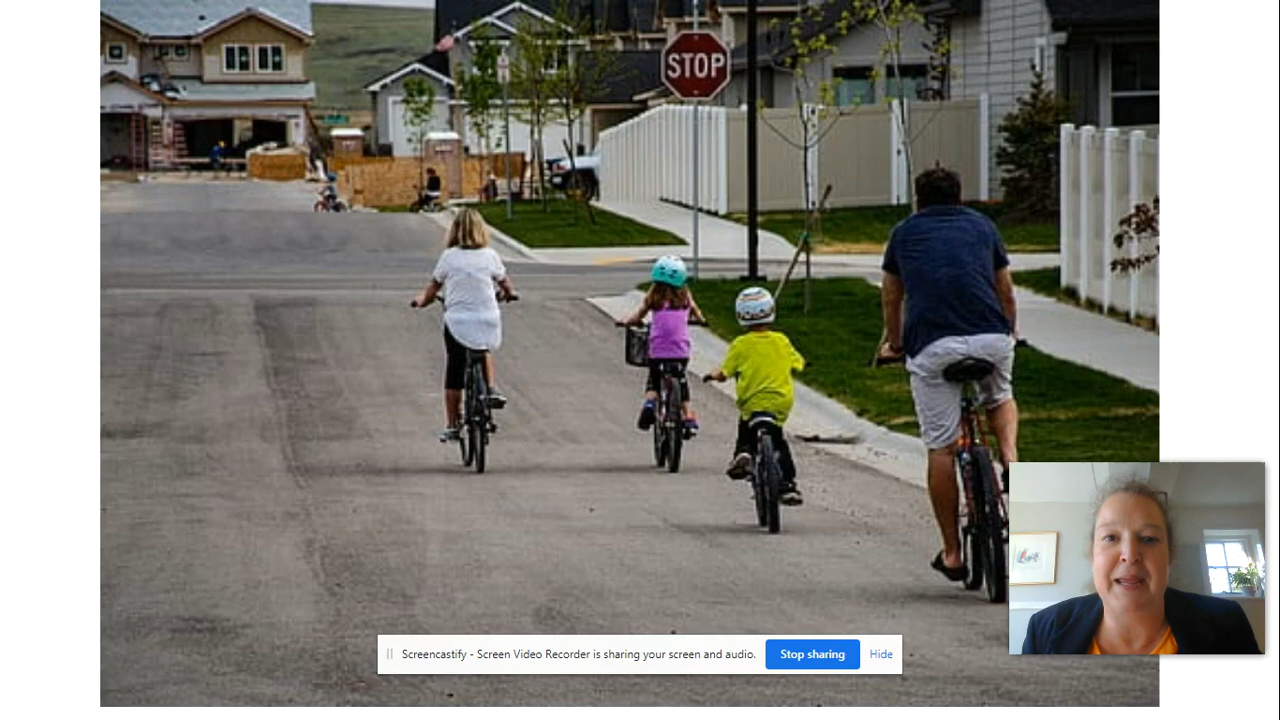 STOP
Screencastify - Screen Video Recorder is sharing your screen and audio.
Stop sharing
Hide